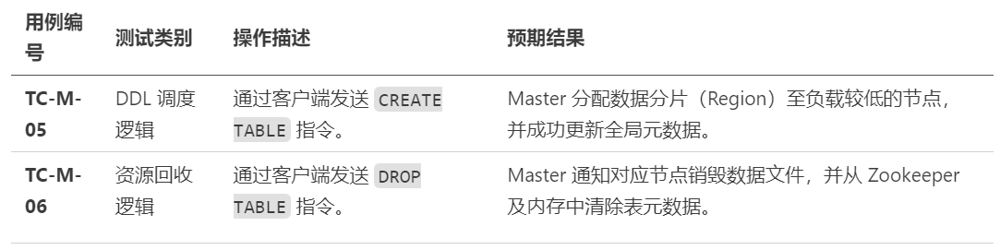 用例编号 测试类别 操作描述 预期结果
TC-M-05 DDL 调度逻辑 通过客户端发送 CREATE TABLE 指令。 Master 分配数据分片（Region）至负载较低的节点，并成功更新全局元数据。
TC-M-06 资源回收逻辑 通过客户端发送 DROP TABLE 指令。 Master 通知对应节点销毁数据文件，并从 Zookeeper 及内存中清除表元数据。